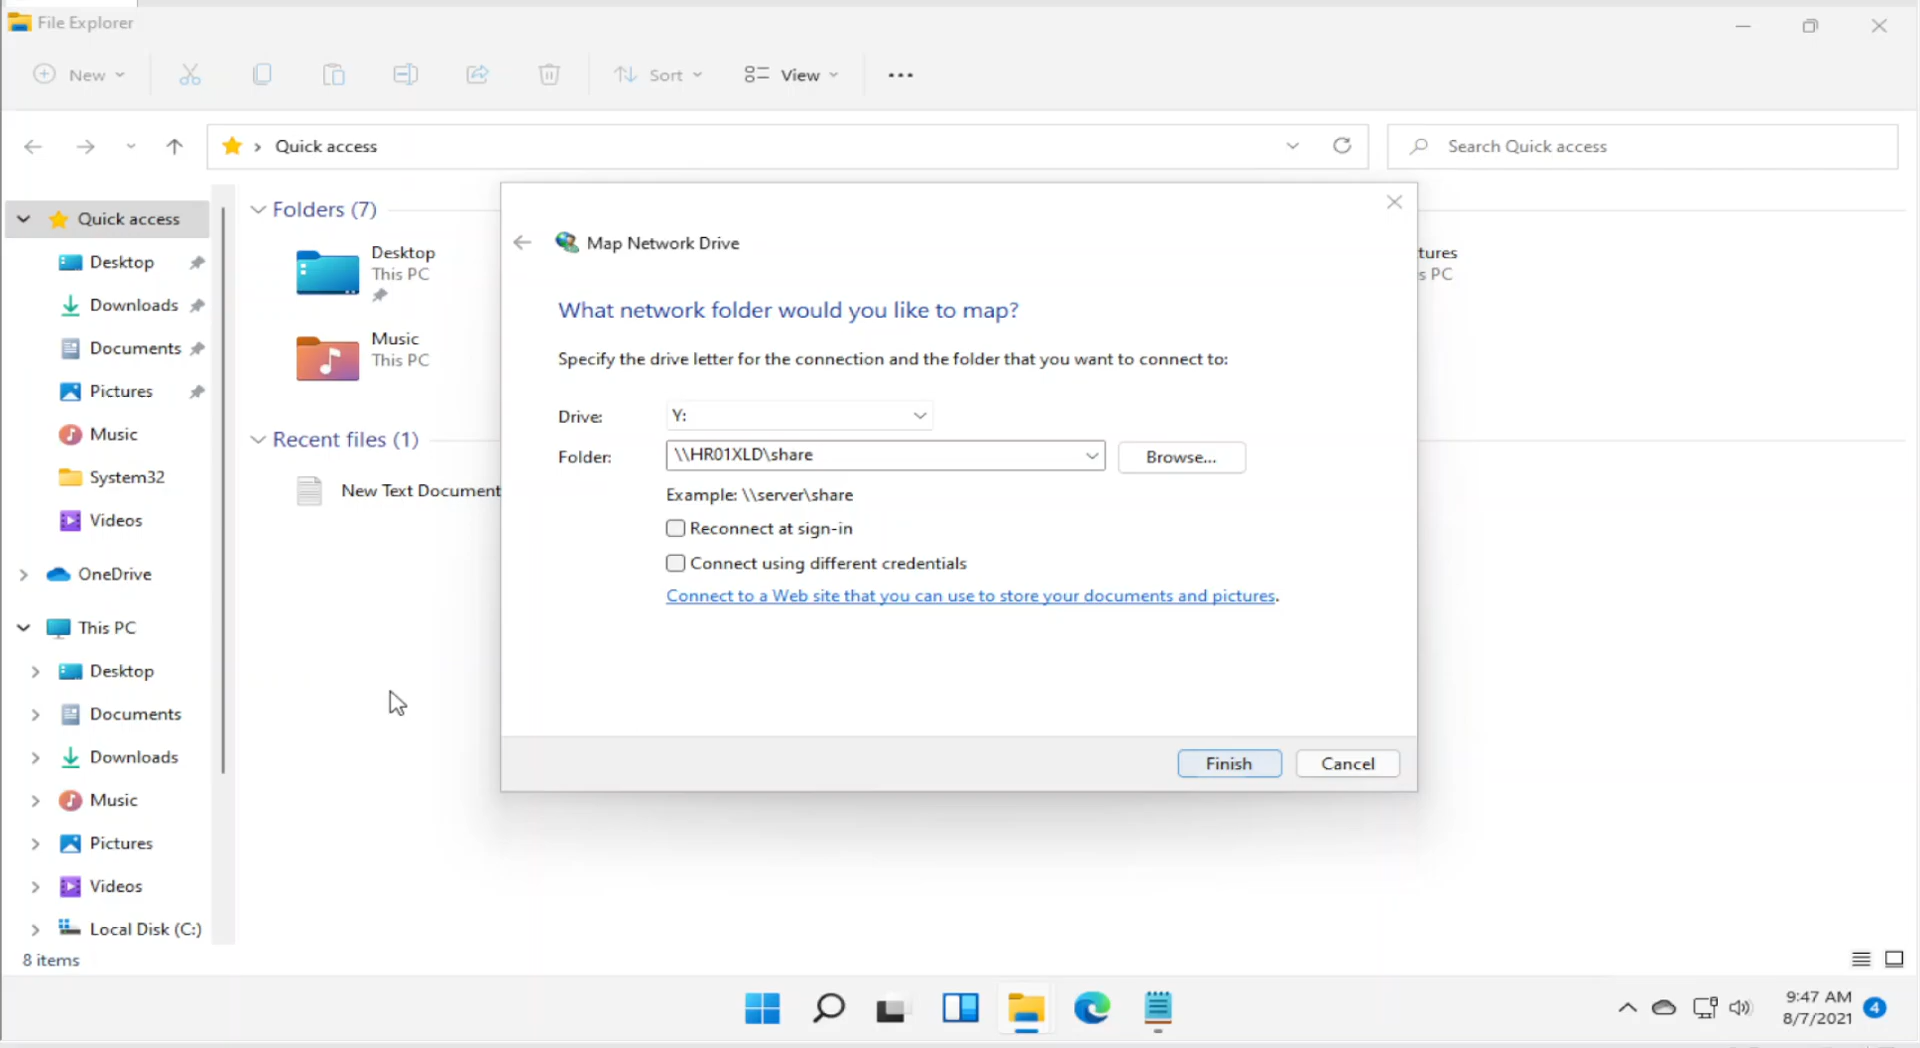 File Explorer
New
Sort
View
Quick access
Search Quick access
Quick access
Desktop
Downloads
Documents
Pictures
Music
System32
Videos
OneDrive
This PC
Desktop
Documents
Downloads
Music
Pictures
Videos
Local Disk (C:)
8 items
Folders (7)
Desktop
This PC
Music
This PC
tures
s PC
Recent files (1)
New Text Document
Map Network Drive
What network folder would you like to map?
Specify the drive letter for the connection and the folder that you want to connect to:
Drive: Y:
Folder: \\HR01XLD\share Browse...
Example: \\server\share
Reconnect at sign-in
Connect using different credentials
Connect to a Web site that you can use to store your documents and pictures.
Finish Cancel
9:47 AM
8/7/2021
4